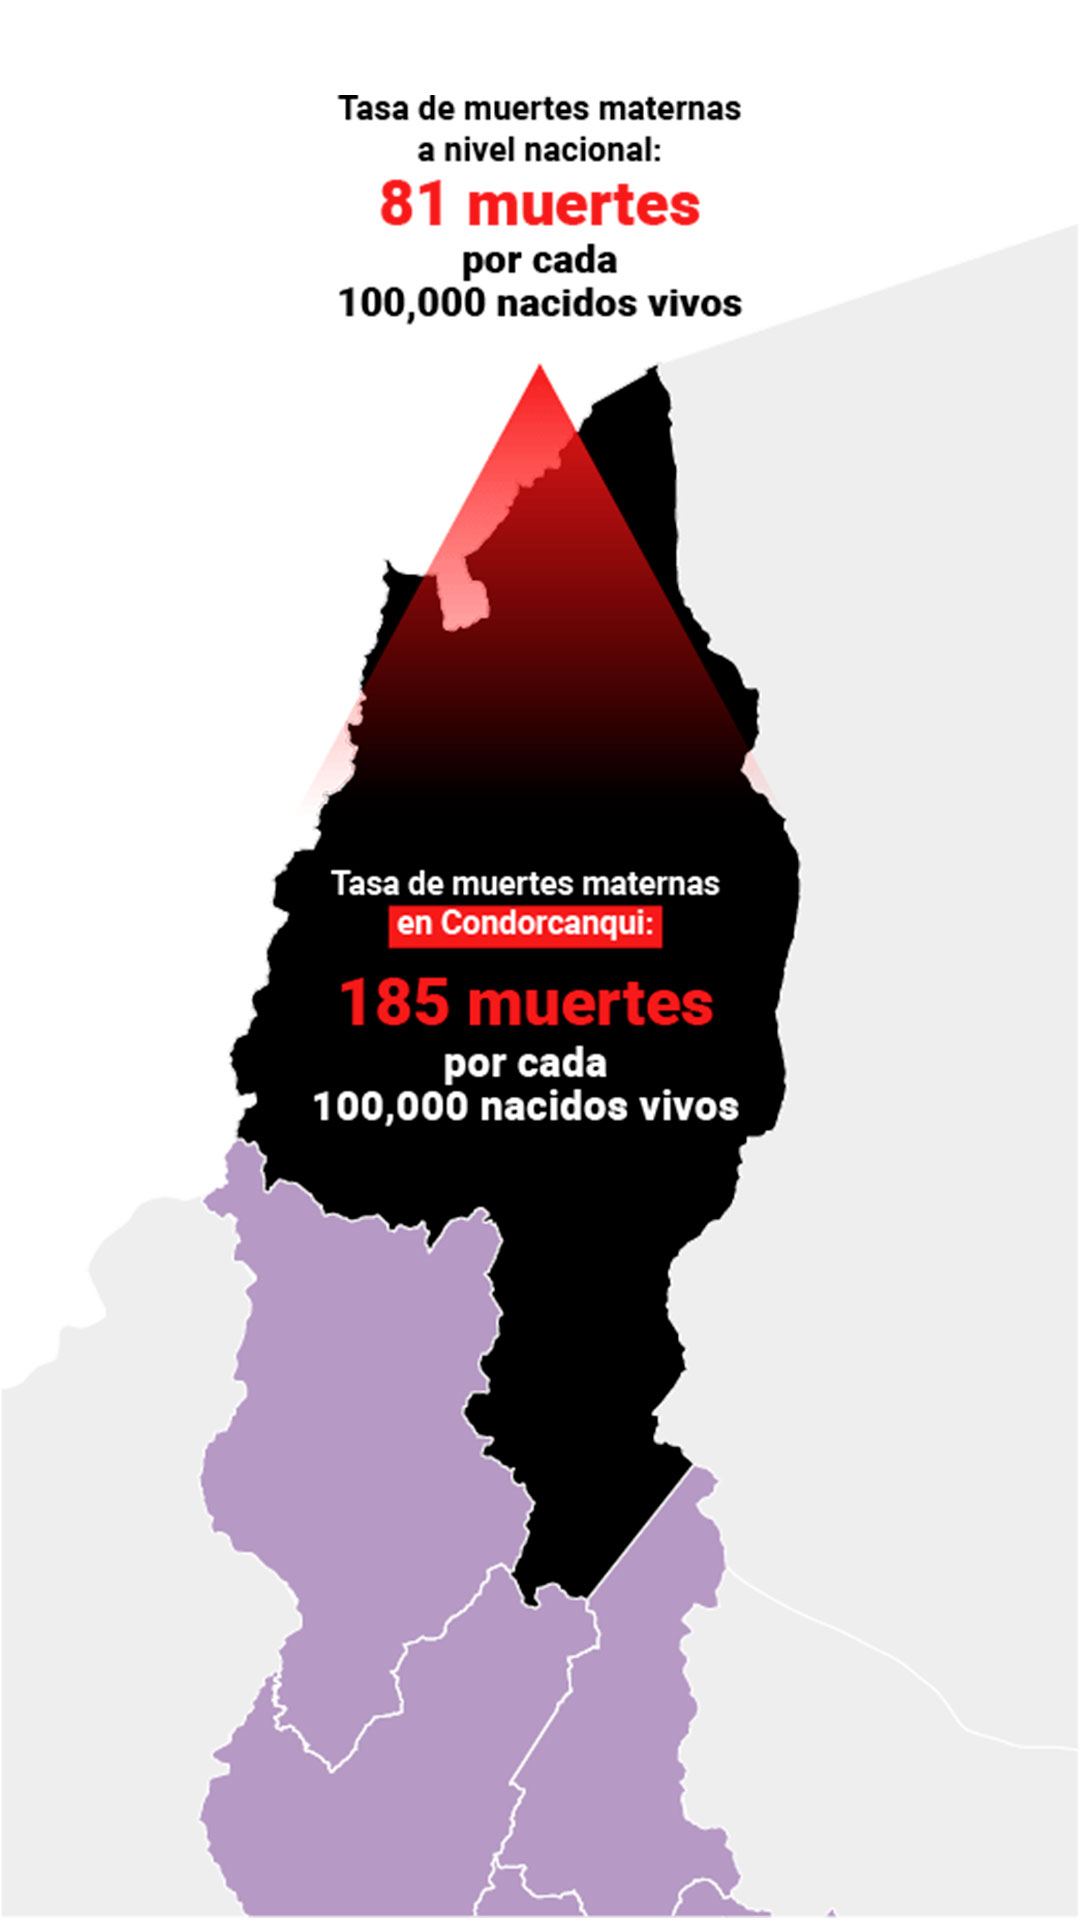 Tasa de muertes maternas
a nivel nacional:
81 muertes
por cada
100,000 nacidos vivos
Tasa de muertes maternas
en Condorcanqui:
185 muertes
por cada
100,000 nacidos vivos